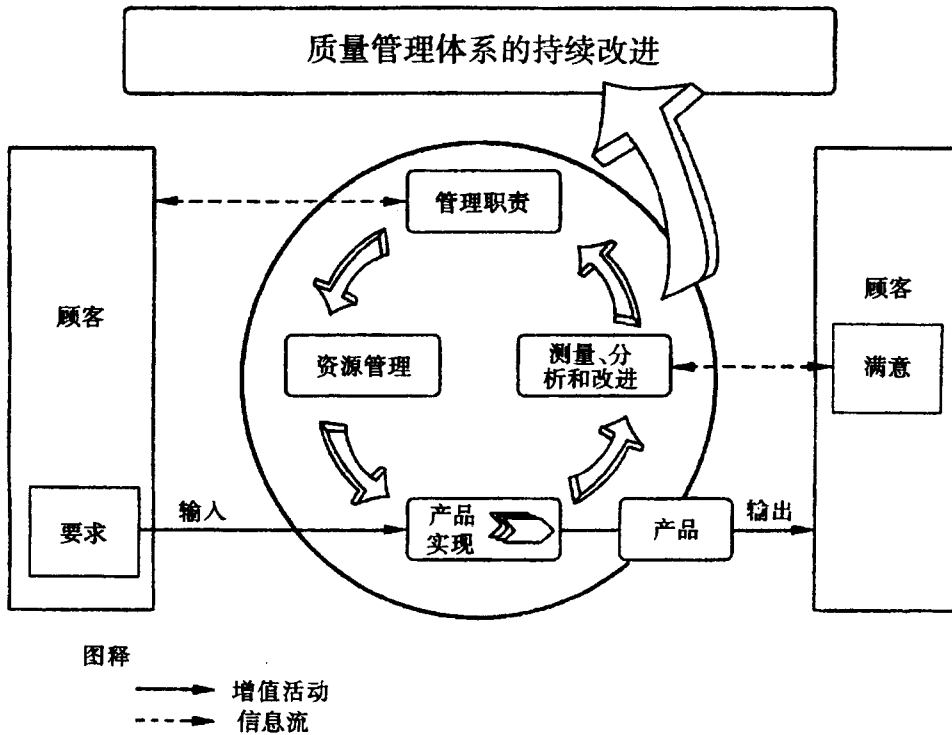 质量管理体系的持续改进
管理职责
顾客
资源管理
测量、分
析和改进
顾客
满意
要求
输入
产品
实现
产品
输出
图释
增值活动
信息流